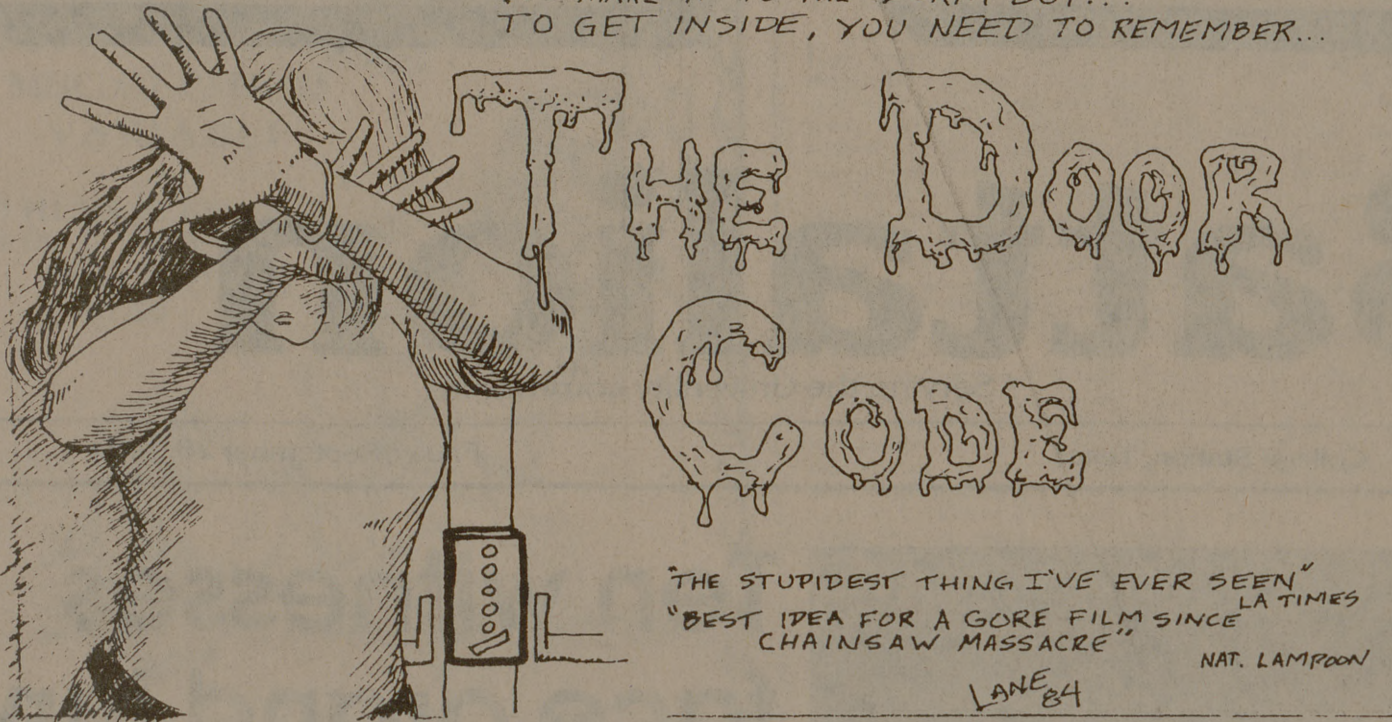 TO GET INSIDE, YOU NEED TO REMEMBER...
THE DOOR
CODE
"THE STUPIDEST THING I'VE EVER SEEN"
LA TIMES
"BEST IDEA FOR A GORE FILM SINCE
CHAINSAW MASSACRE"
NAT. LAMPOON
LANE 84